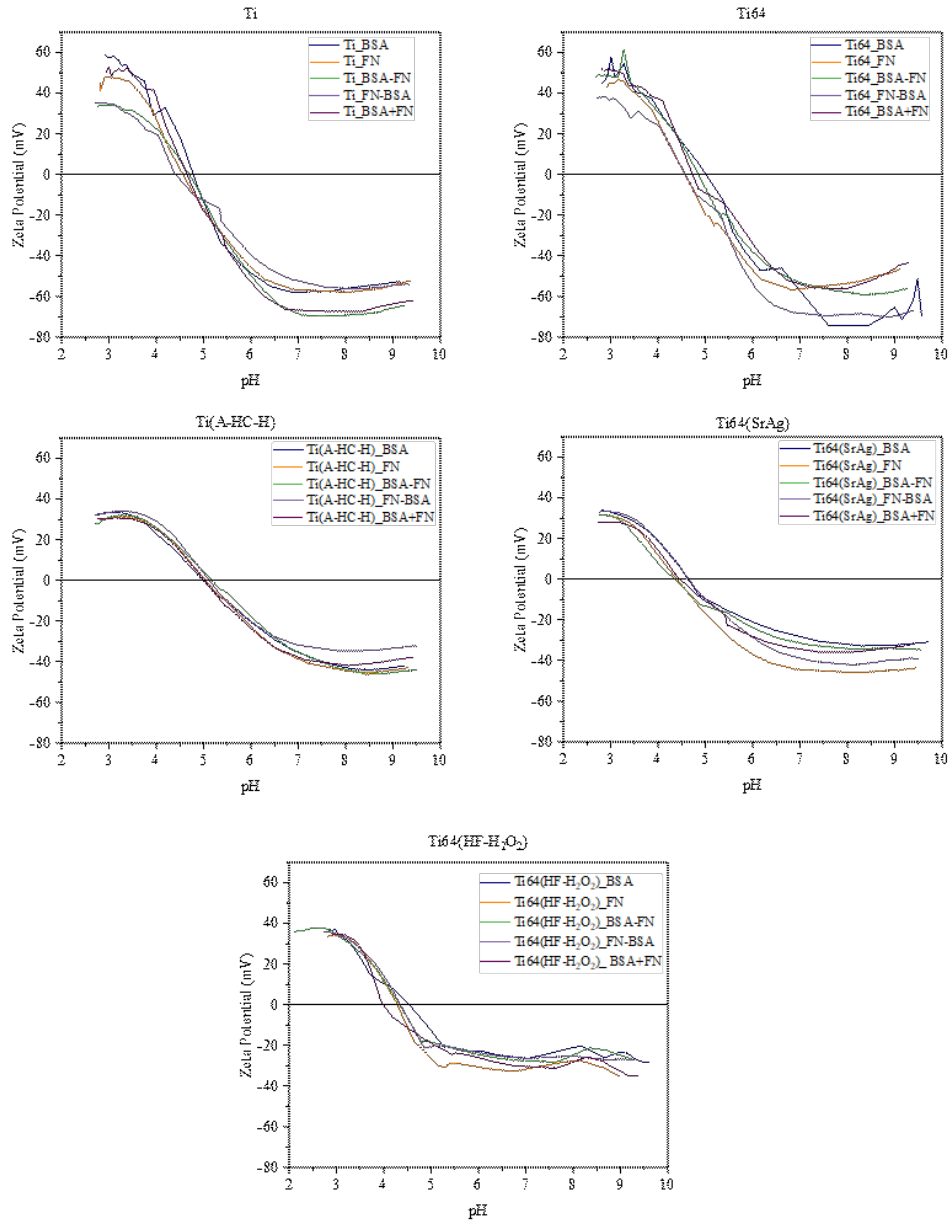 Ti
Ti_BSA
Ti_FN
Ti_BSA-FN
Ti_FN-BSA
Ti_BSA+FN
Zeta Potential (mV)
60
40
20
0
-20
-40
-60
-80
2 3 4 5 6 7 8 9 10
pH
Ti64
Ti64_BSA
Ti64_FN
Ti64_BSA-FN
Ti64_FN-BSA
Ti64_BSA+FN
Zeta Potential (mV)
60
40
20
0
-20
-40
-60
-80
2 3 4 5 6 7 8 9 10
pH
Ti(A-HC-H)
Ti(A-HC-H)_BSA
Ti(A-HC-H)_FN
Ti(A-HC-H)_BSA-FN
Ti(A-HC-H)_FN-BSA
Ti(A-HC-H)_BSA+FN
Zeta Potential (mV)
60
40
20
0
-20
-40
-60
-80
2 3 4 5 6 7 8 9 10
pH
Ti64(SrAg)
Ti64(SrAg)_BSA
Ti64(SrAg)_FN
Ti64(SrAg)_BSA-FN
Ti64(SrAg)_FN-BSA
Ti64(SrAg)_BSA+FN
Zeta Potential (mV)
60
40
20
0
-20
-40
-60
-80
2 3 4 5 6 7 8 9 10
pH
Ti64(HF-H₂O₂)
Ti64(HF-H₂O₂)_BSA
Ti64(HF-H₂O₂)_FN
Ti64(HF-H₂O₂)_BSA-FN
Ti64(HF-H₂O₂)_FN-BSA
Ti64(HF-H₂O₂)_ BSA+FN
Zeta Potential (mV)
60
40
20
0
-20
-40
-60
-80
2 3 4 5 6 7 8 9 10
pH